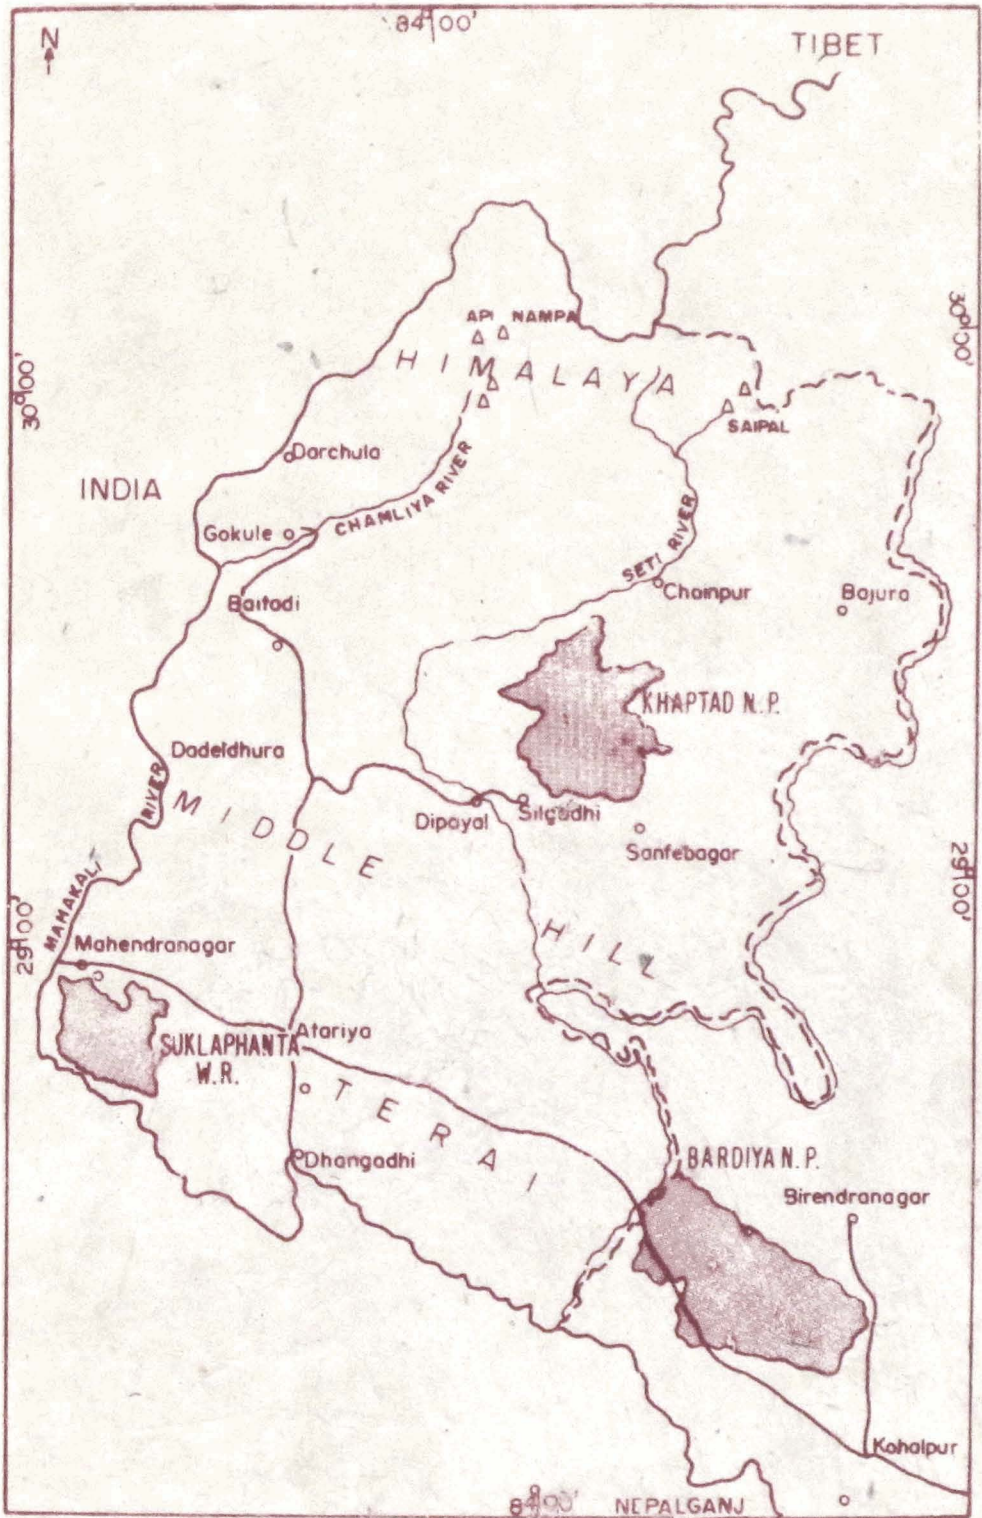 84°00'
N
TIBET
API NAMPA
HIMALAYA
30°00'
30°00'
SAIPAL
Darchula
INDIA
CHAMLIYA RIVER
Gokule
SETI RIVER
Chainpur
Bajura
Baitadi
KHAPTAD N.P.
Dadeldhura
MIDDLE
Dipayal
Silgadhi
Sanfebagar
29°00'
MAHAKALI RIVER
HILL
29°00'
Mahendranagar
Atariya
SUKLAPHANTA
W.R.
TERAI
Dhangadhi
BARDIYA N.P.
Birendranagar
Kohalpur
84°00'
NEPALGANJ